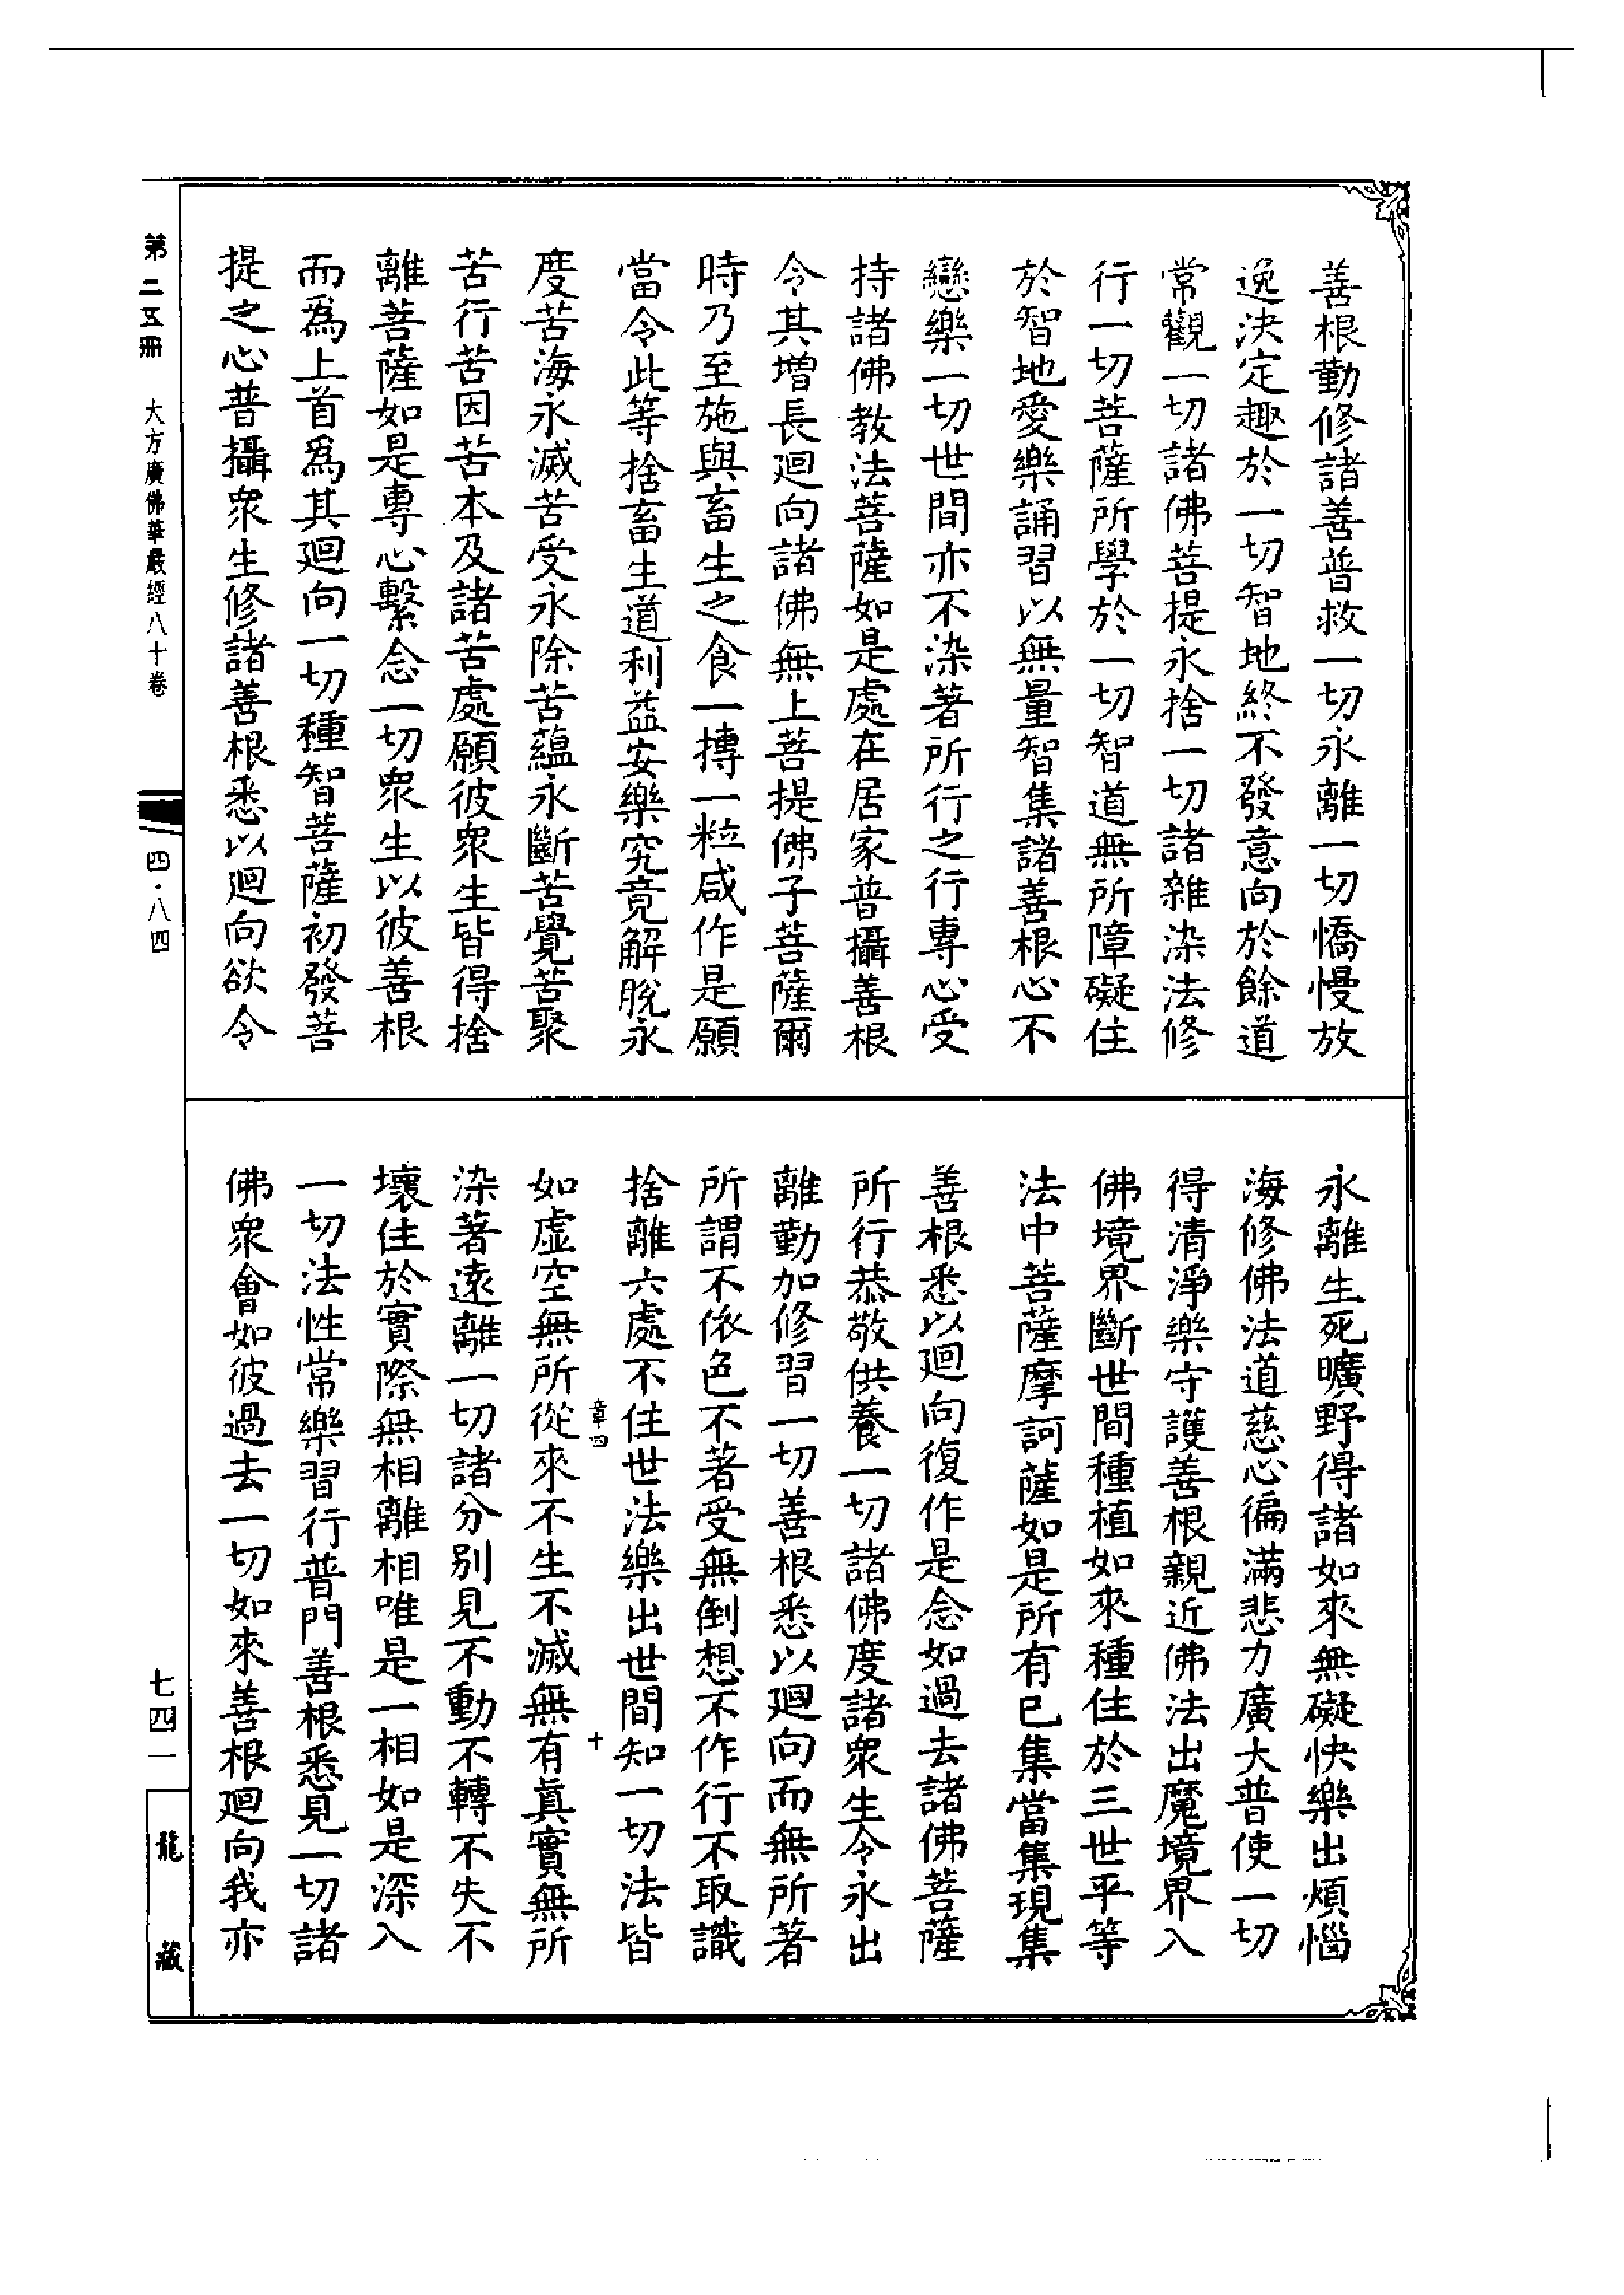 善根勤修諸善普救一切永離一切憍慢放
逸決定趣於一切智地終不發意向於餘道
常觀一切諸佛菩提永捨一切諸雜染法修
行一切菩薩所學於一切智道無所障礙住
於智地愛樂誦習以無量智集諸善根心不
戀樂一切世間亦不染著所行之行專心受
持諸佛教法菩薩如是處在居家普攝善根
令其增長迴向諸佛無上菩提佛子菩薩爾
時乃至施與畜生之食一摶一粒咸作是願
當令此等捨畜生道利益安樂究竟解脫永
度苦海永滅苦受永除苦蘊永斷苦覺苦聚
苦行苦因苦本及諸苦處願彼衆生皆得捨
離菩薩如是專心繫念一切衆生以彼善根
而爲上首爲其迴向一切種智菩薩初發菩
提之心普攝衆生修諸善根悉以迴向欲令
永離生死曠野得諸如來無礙快樂出煩惱
海修佛法道慈心徧滿悲力廣大普使一切
得清淨樂守護善根親近佛法出魔境界入
佛境界斷世間種植如來種住於三世平等
法中菩薩摩訶薩如是所有已集當集現集
善根悉以迴向復作是念如過去諸佛菩薩
所行恭敬供養一切諸佛度諸衆生令永出
離勤加修習一切善根悉以迴向而無所著
所謂不依色不著受無倒想不作行不取識
捨離六處不住世法樂出世間知一切法皆
章四 十
如虛空無所從來不生不滅無有眞實無所
染著遠離一切諸分別見不動不轉不失不
壞住於實際無相離相唯是一相如是深入
一切法性常樂習行普門善根悉見一切諸
佛衆會如彼過去一切如來善根迴向我亦
第二五冊 大方廣佛華嚴經八十卷 四·八四
七四一
龍藏